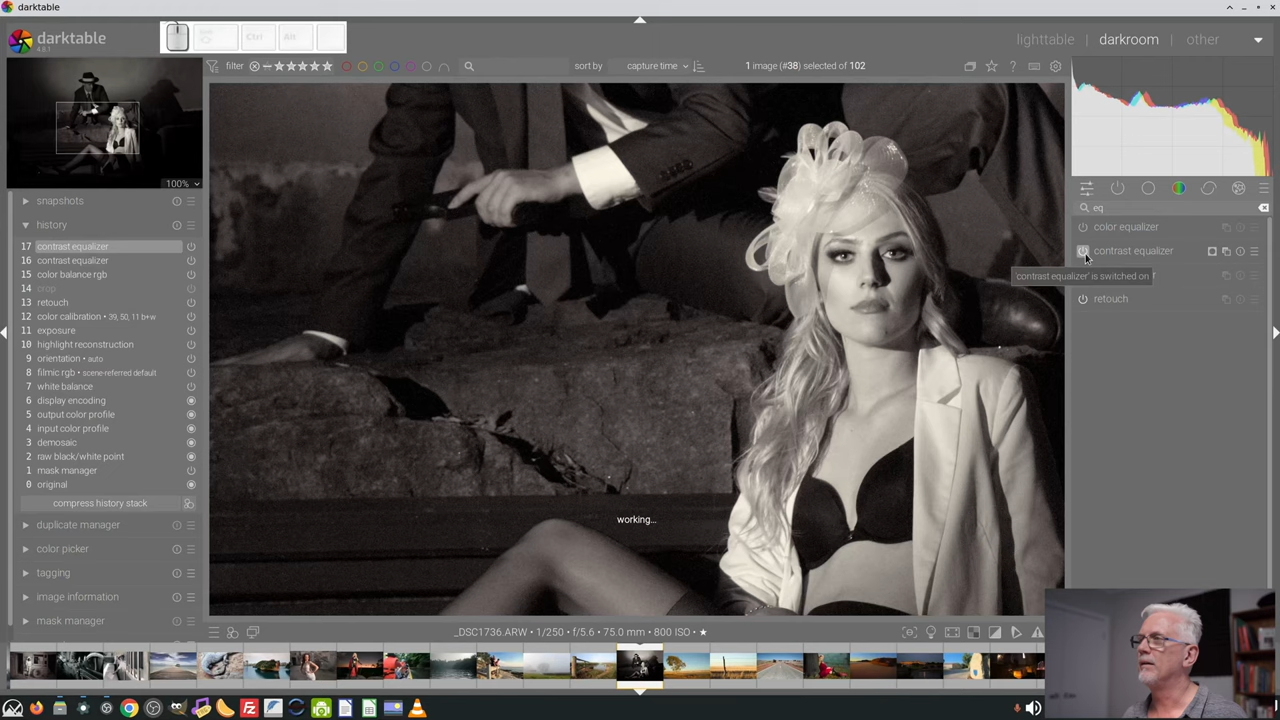 darktable
darktable
4.8.1
Ctrl
Alt
lighttable | darkroom | other
filter
sort by capture time
1 image (#38) selected of 102
100%
snapshots
history
17 contrast equalizer
16 contrast equalizer
15 color balance rgb
14 crop
13 retouch
12 color calibration • 39, 50, 11 b+w
11 exposure
10 highlight reconstruction
9 orientation • auto
8 filmic rgb • scene-referred default
7 white balance
6 display encoding
5 output color profile
4 input color profile
3 demosaic
2 raw black/white point
1 mask manager
0 original
compress history stack
duplicate manager
color picker
tagging
image information
mask manager
working...
_DSC1736.ARW • 1/250 • f/5.6 • 75.0 mm • 800 ISO • ★
eq
color equalizer
contrast equalizer
'contrast equalizer' is switched on
retouch